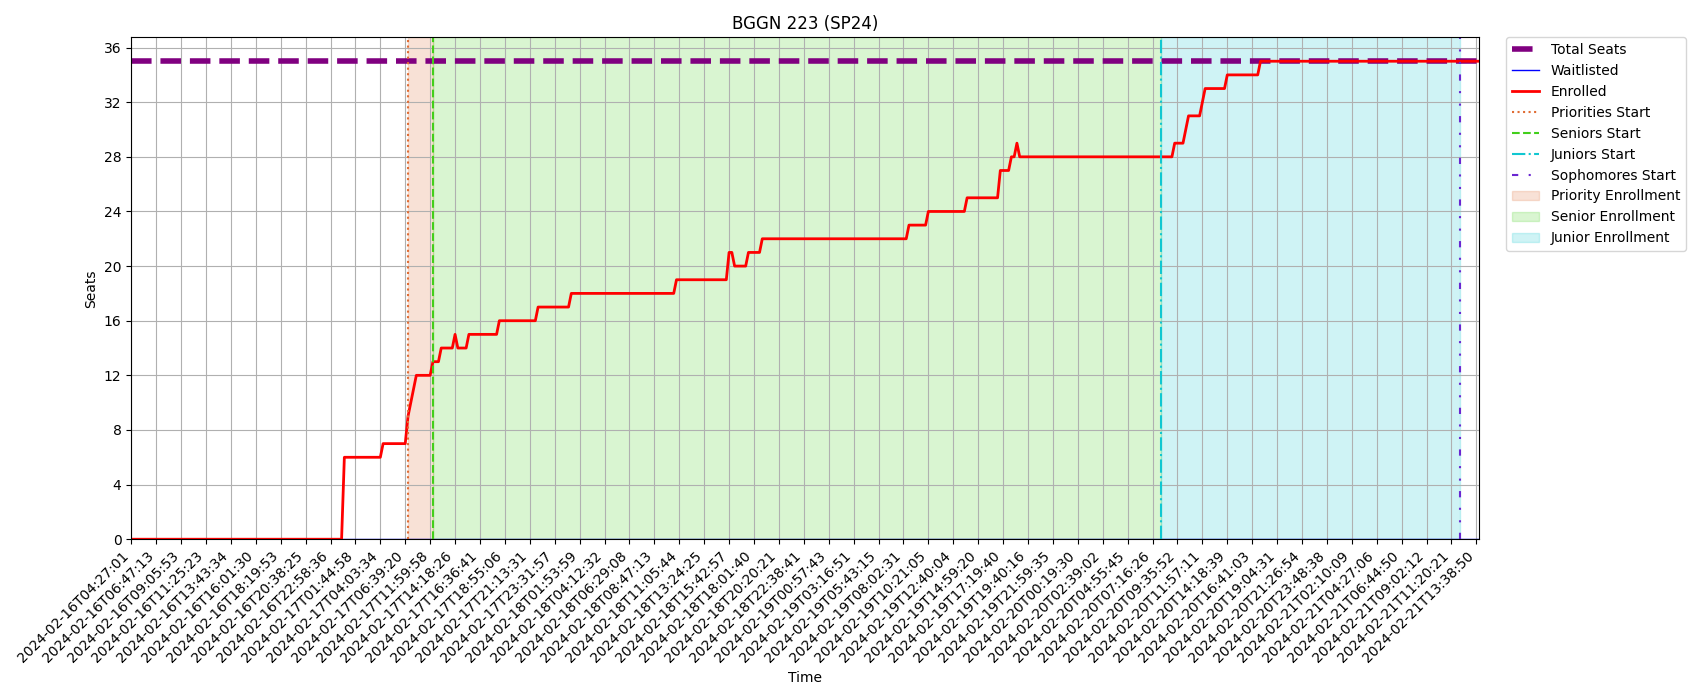 BGGN 223 (SP24)
36
32
28
24
20
16
12
8
4
0
Seats
Total Seats
Waitlisted
Enrolled
Priorities Start
Seniors Start
Juniors Start
Sophomores Start
Priority Enrollment
Senior Enrollment
Junior Enrollment
2024-02-16T04:27:01
2024-02-16T06:47:13
2024-02-16T09:05:53
2024-02-16T11:25:23
2024-02-16T13:43:34
2024-02-16T16:01:30
2024-02-16T18:19:53
2024-02-16T20:38:25
2024-02-16T22:58:36
2024-02-17T01:44:58
2024-02-17T04:03:34
2024-02-17T06:39:20
2024-02-17T11:59:58
2024-02-17T14:18:26
2024-02-17T16:36:41
2024-02-17T18:55:06
2024-02-17T21:13:31
2024-02-17T23:31:57
2024-02-18T01:53:59
2024-02-18T04:12:32
2024-02-18T06:29:08
2024-02-18T08:47:13
2024-02-18T11:05:44
2024-02-18T13:24:25
2024-02-18T15:42:57
2024-02-18T18:01:40
2024-02-18T20:20:21
2024-02-18T22:38:41
2024-02-19T00:57:43
2024-02-19T03:16:51
2024-02-19T05:43:15
2024-02-19T08:02:31
2024-02-19T10:21:05
2024-02-19T12:40:04
2024-02-19T14:59:20
2024-02-19T17:19:40
2024-02-19T19:40:16
2024-02-19T21:59:35
2024-02-20T00:19:30
2024-02-20T02:39:02
2024-02-20T04:55:45
2024-02-20T07:16:26
2024-02-20T09:35:52
2024-02-20T11:57:11
2024-02-20T14:18:39
2024-02-20T16:41:03
2024-02-20T19:04:31
2024-02-20T21:26:54
2024-02-20T23:48:38
2024-02-21T02:10:09
2024-02-21T04:27:06
2024-02-21T06:44:50
2024-02-21T09:02:12
2024-02-21T11:20:21
2024-02-21T13:38:50
Time